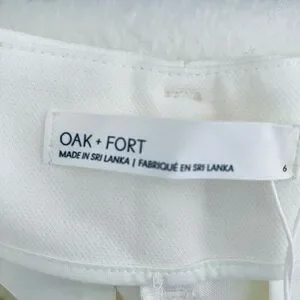 OAK + FORT
MADE IN SRI LANKA | FABRIQUÉ EN SRI LANKA
6